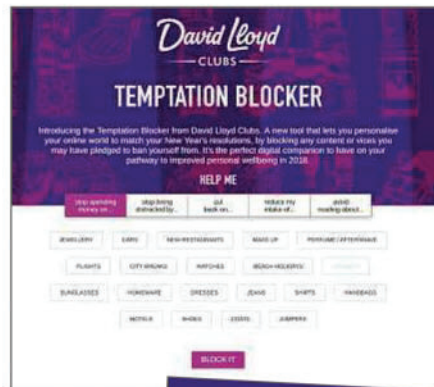 David Lloyd
CLUBS
TEMPTATION BLOCKER
Introducing the Temptation Blocker from David Lloyd Clubs. A new tool that lets you personalise
your online world to match your New Year's resolutions, by blocking any content or vices you
may have pledged to ban yourself from. It's the perfect digital companion to have on your
pathway to improved personal wellbeing in 2018.
HELP ME
stop spending stop being cut reduce my avoid
money on... distracted by... back on... intake of... reading about...
JEWELLERY CARS NEW RESTAURANTS MAKE UP PERFUME / AFTERSHAVE
FLIGHTS CITY BREAKS WATCHES BEACH HOLIDAYS
SUNGLASSES HOMEWARE DRESSES JEANS SHIRTS HANDBAGS
HOTELS SHOES COATS JUMPERS
BLOCK IT